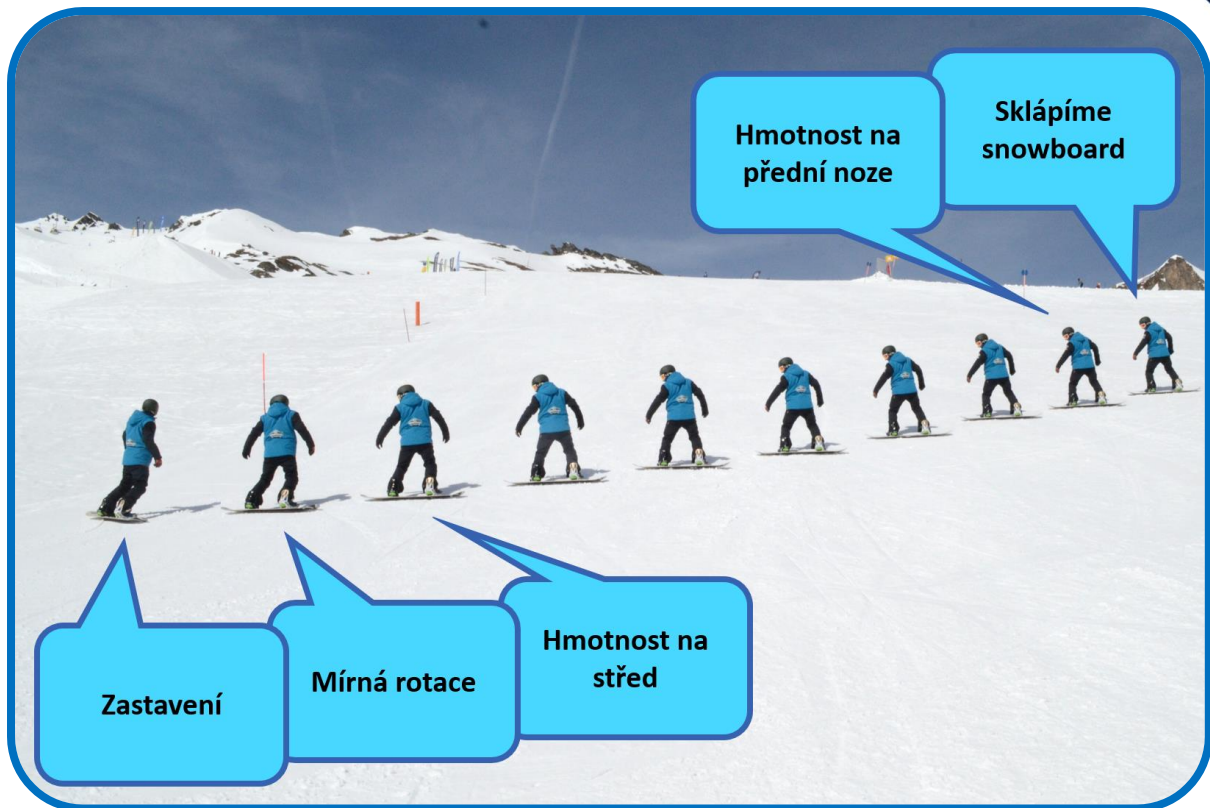 Sklápíme
snowboard
Hmotnost na
přední noze
Hmotnost na
střed
Mírná rotace
Zastavení